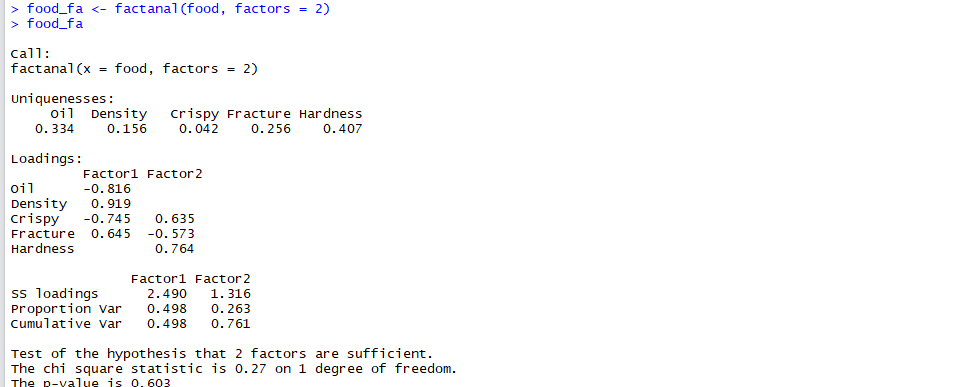 > food_fa <- factanal(food, factors = 2)
> food_fa
Call:
factanal(x = food, factors = 2)
Uniquenesses:
Oil Density Crispy Fracture Hardness
0.334 0.156 0.042 0.256 0.407
Loadings:
Factor1 Factor2
Oil -0.816
Density 0.919
Crispy -0.745 0.635
Fracture 0.645 -0.573
Hardness 0.764
Factor1 Factor2
SS loadings 2.490 1.316
Proportion Var 0.498 0.263
Cumulative Var 0.498 0.761
Test of the hypothesis that 2 factors are sufficient.
The chi square statistic is 0.27 on 1 degree of freedom.
The p-value is 0.603